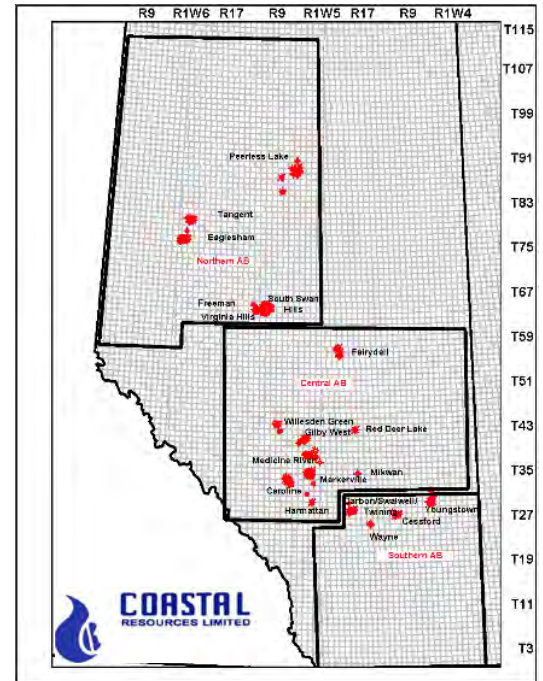 R9 R1W6 R17 R9 R1W5 R17 R9 R1W4
T115
T107
T99
T91
Peerless Lake
T83
Tangent
Eaglesham
T75
Northern AB
T67
Freeman
South Swan
Hills
Virginia Hills
T59
Fairydell
Central AB
T51
Willesden Green
T43
Gilby West
Red Deer Lake
Medicine River
Mikwan
T35
Markerville
Caroline
Harmattan
Carbon/Swalwell/
Twining
Youngstown
Cessford
T27
Wayne
Southern AB
T19
COASTAL
RESOURCES LIMITED
T11
T3